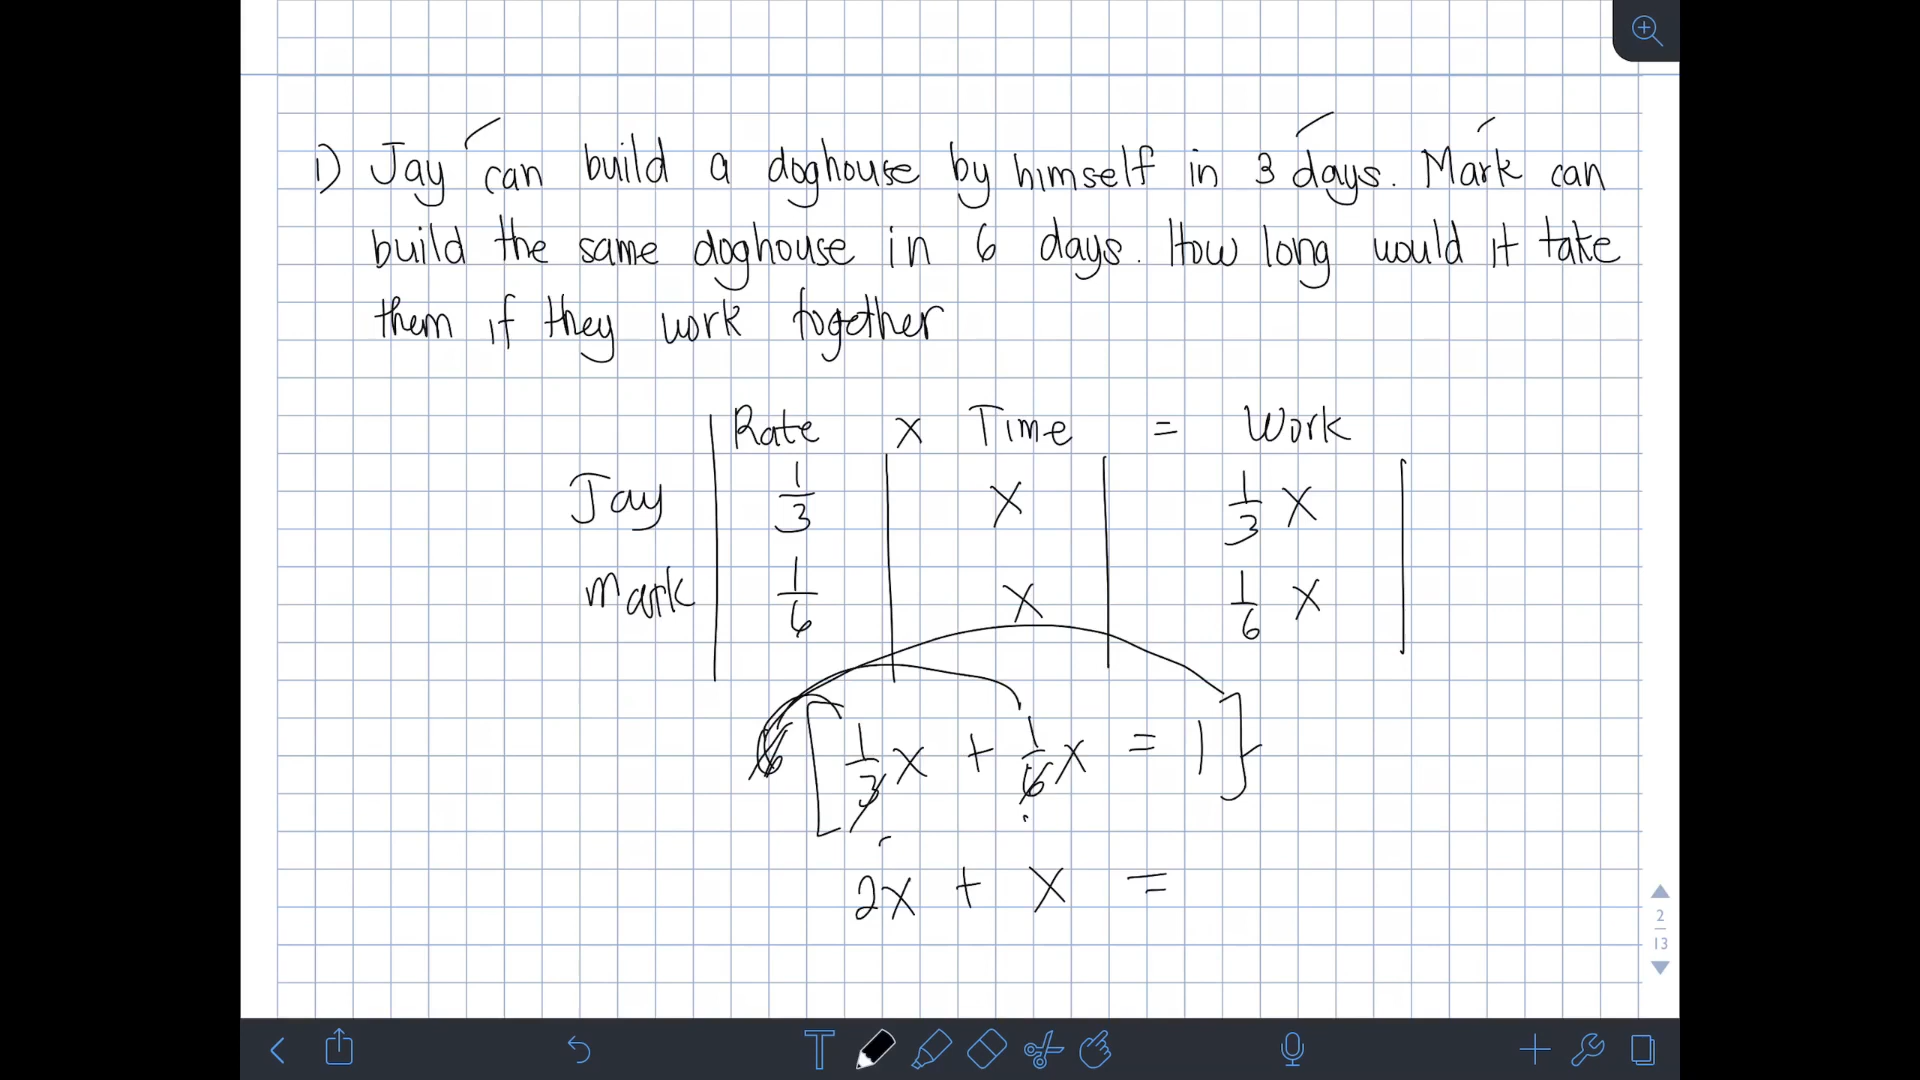 1) Jay can build a doghouse by himself in 3 days. Mark can
build the same doghouse in 6 days. How long would it take
them if they work together
Rate x Time = Work
Jay 1/3 x 1/3 x
Mark 1/6 x 1/6 x
6 [1/3 x + 1/6 x = 1]
2x + x =
2
13
T